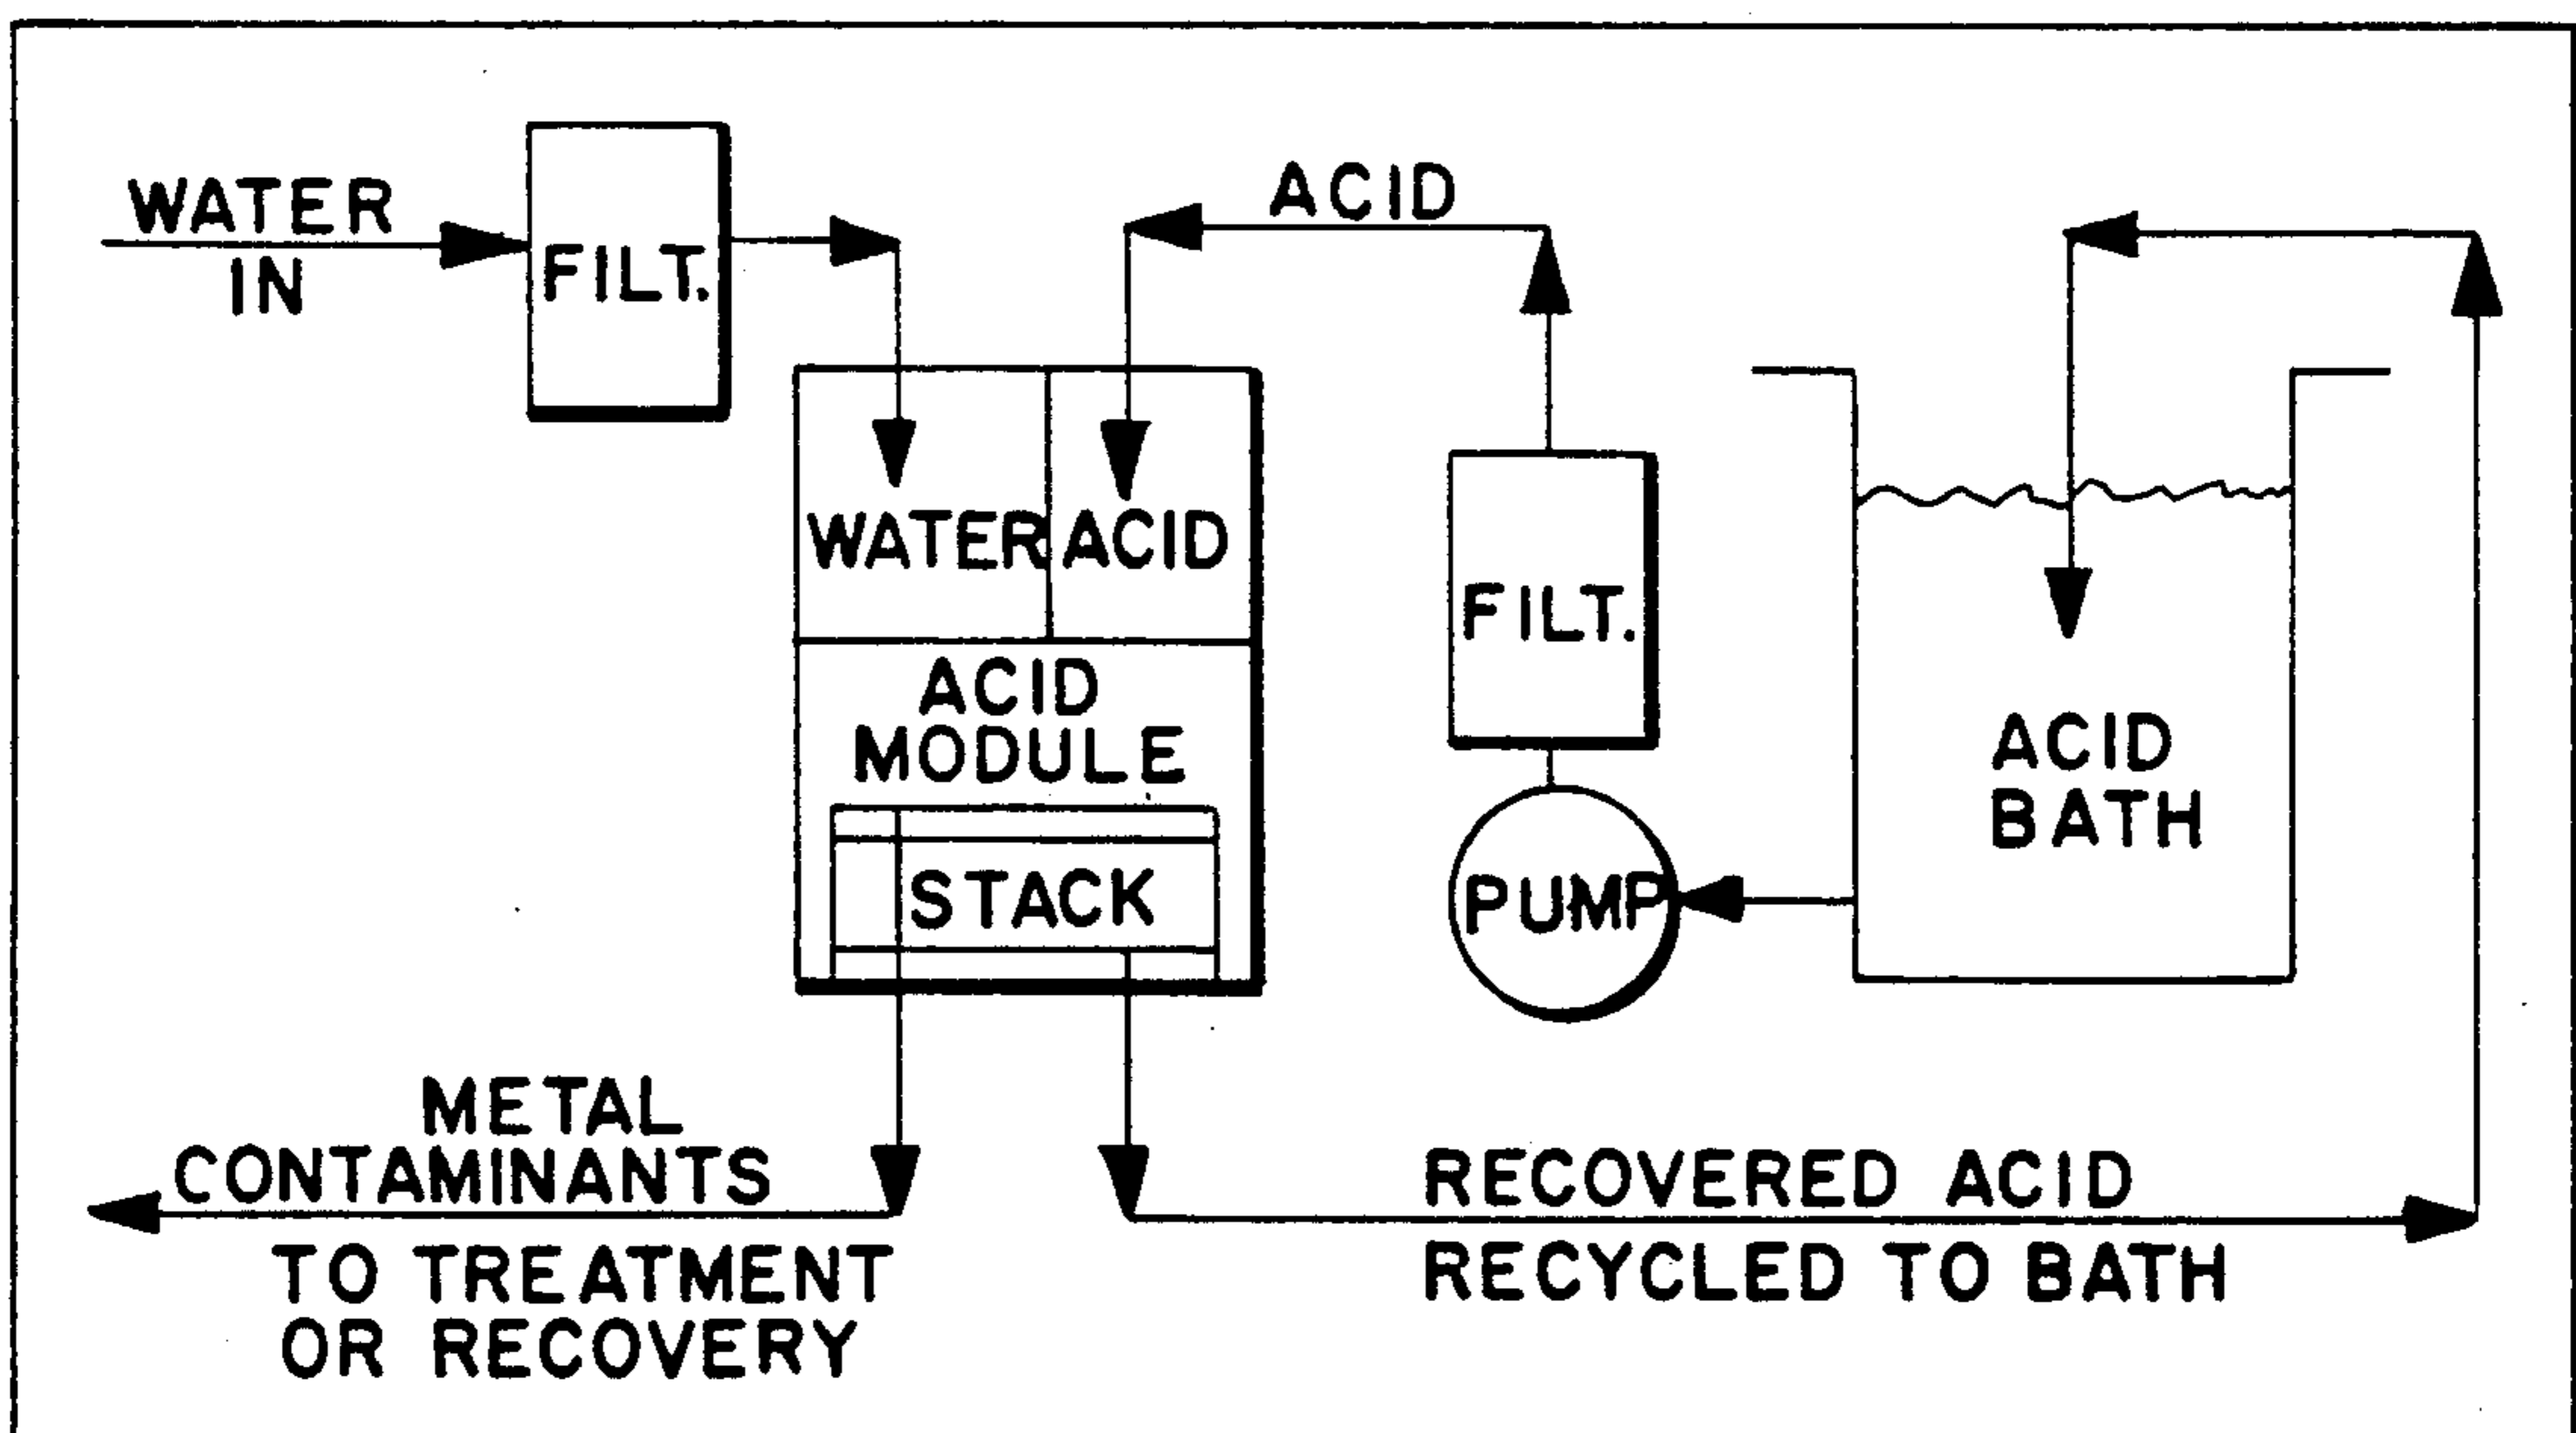 WATER
IN
FILT.
ACID
WATER
ACID
ACID
MODULE
STACK
FILT.
PUMP
ACID
BATH
METAL
CONTAMINANTS
TO TREATMENT
OR RECOVERY
RECOVERED ACID
RECYCLED TO BATH